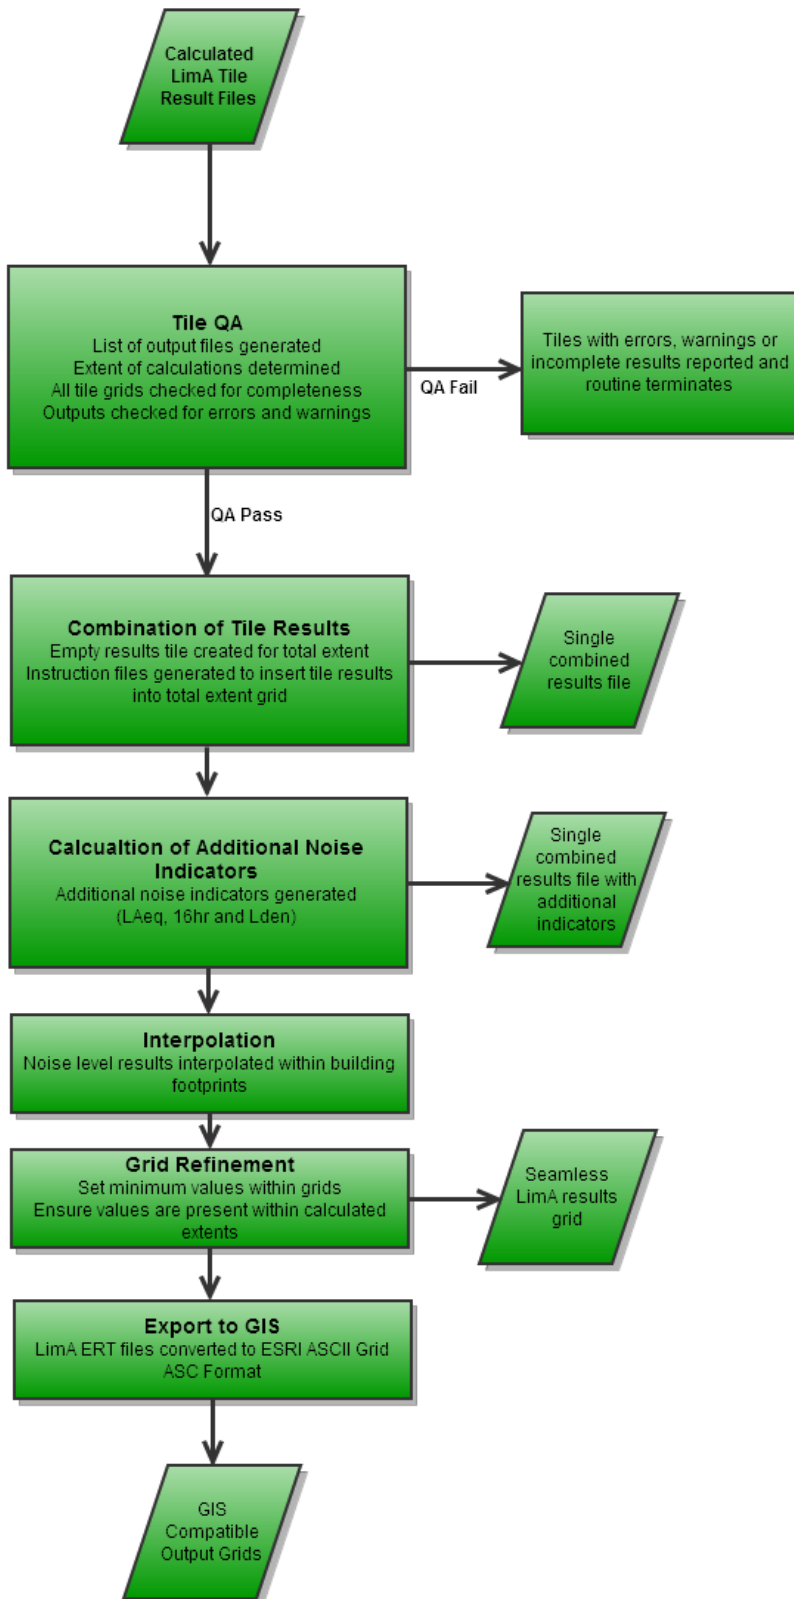 Calculated
LimA Tile
Result Files
Tile QA
List of output files generated
Extent of calculations determined
All tile grids checked for completeness
Outputs checked for errors and warnings
QA Fail
Tiles with errors, warnings or
incomplete results reported and
routine terminates
QA Pass
Combination of Tile Results
Empty results tile created for total extent
Instruction files generated to insert tile results
into total extent grid
Single
combined
results file
Calcualtion of Additional Noise
Indicators
Additional noise indicators generated
(LAeq, 16hr and Lden)
Single
combined
results file with
additional
indicators
Interpolation
Noise level results interpolated within building
footprints
Grid Refinement
Set minimum values within grids
Ensure values are present within calculated
extents
Seamless
LimA results
grid
Export to GIS
LimA ERT files converted to ESRI ASCII Grid
ASC Format
GIS
Compatible
Output Grids